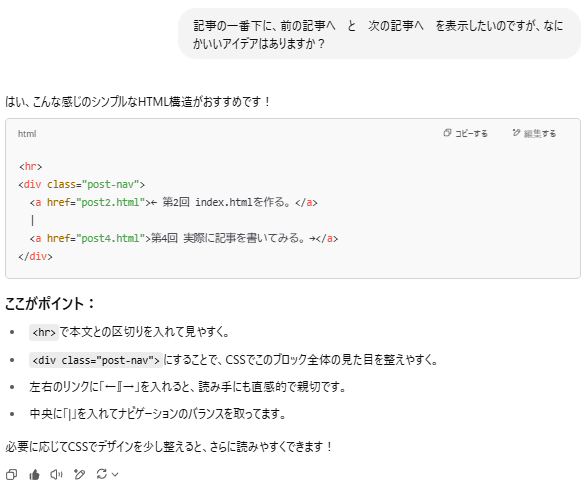 記事の一番下に、前の記事へ　と　次の記事へ　を表示したいのですが、なに
かいいアイデアはありますか？
はい、こんな感じのシンプルなHTML構造がおすすめです！
html
コピーする
編集する
<hr>
<div class="post-nav">
<a href="post2.html">← 第2回 index.htmlを作る。</a>
|
<a href="post4.html">第4回 実際に記事を書いてみる。→</a>
</div>
ここがポイント：
<hr>で本文との区切りを入れて見やすく。
<div class="post-nav">にすることで、CSSでこのブロック全体の見た目を整えやすく。
左右のリンクに「←『→」を入れると、読み手にも直感的で親切です。
中央に「|」を入れてナビゲーションのバランスを取ってます。
必要に応じてCSSでデザインを少し整えると、さらに読みやすくできます！